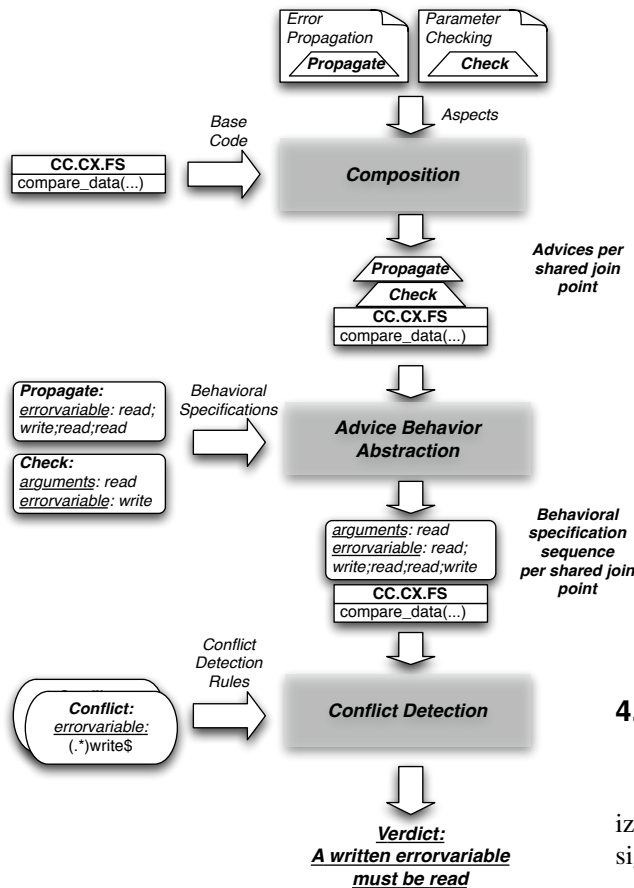 Error
Propagation
Propagate
Parameter
Checking
Check
Aspects
Base
Code
CC.CX.FS
compare_data(...)
Composition
Advices per
shared join
point
Propagate
Check
CC.CX.FS
compare_data(...)
Propagate:
errorvariable: read;
write;read;read
Check:
arguments: read
errorvariable: write
Behavioral
Specifications
Advice Behavior
Abstraction
arguments: read
errorvariable: read;
write;read;read;write
CC.CX.FS
compare_data(...)
Behavioral
specification
sequence
per shared join
point
Conflict
Detection
Rules
Conflict:
errorvariable:
(.*)write$
Conflict Detection
Verdict:
A written errorvariable
must be read
4.
iz
sig